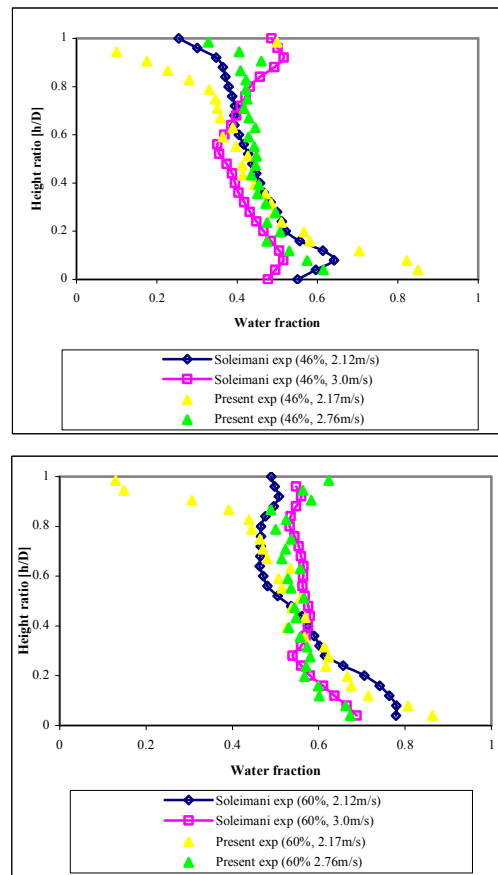 1
0.8
0.6
0.4
0.2
0
Height ratio [h/D]
0 0.2 0.4 0.6 0.8 1
Water fraction
Soleimani exp (46%, 2.12m/s)
Soleimani exp (46%, 3.0m/s)
Present exp (46%, 2.17m/s)
Present exp (46%, 2.76m/s)
1
0.8
0.6
0.4
0.2
0
Height ratio [h/D]
0 0.2 0.4 0.6 0.8 1
Water fraction
Soleimani exp (60%, 2.12m/s)
Soleimani exp (60%, 3.0m/s)
Present exp (60%, 2.17m/s)
Present exp (60% 2.76m/s)